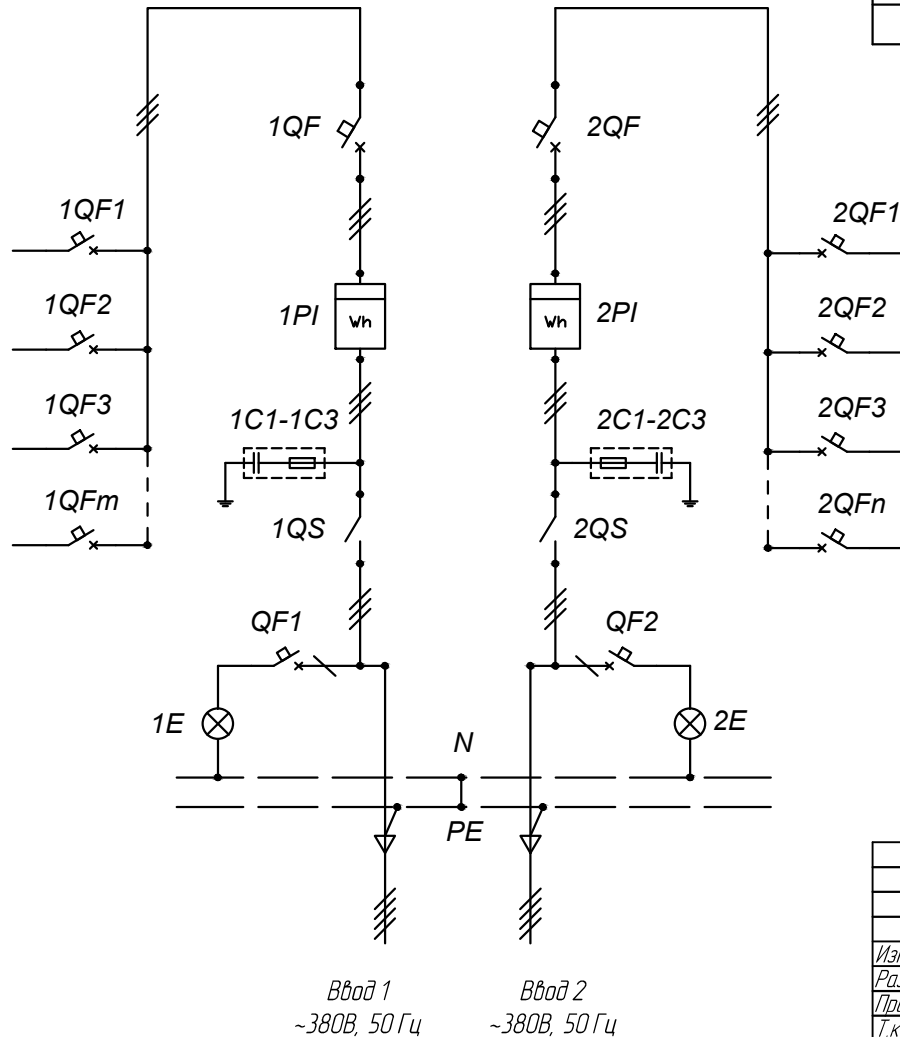 1QF
2QF
1QF1
2QF1
1PI
Wh
Wh
2PI
1QF2
2QF2
1QF3
1C1-1C3
2C1-2C3
2QF3
1QFm
1QS
2QS
2QFn
QF1
QF2
1E
2E
N
PE
Ввод 1
Ввод 2
~380В, 50 Гц
~380В, 50 Гц